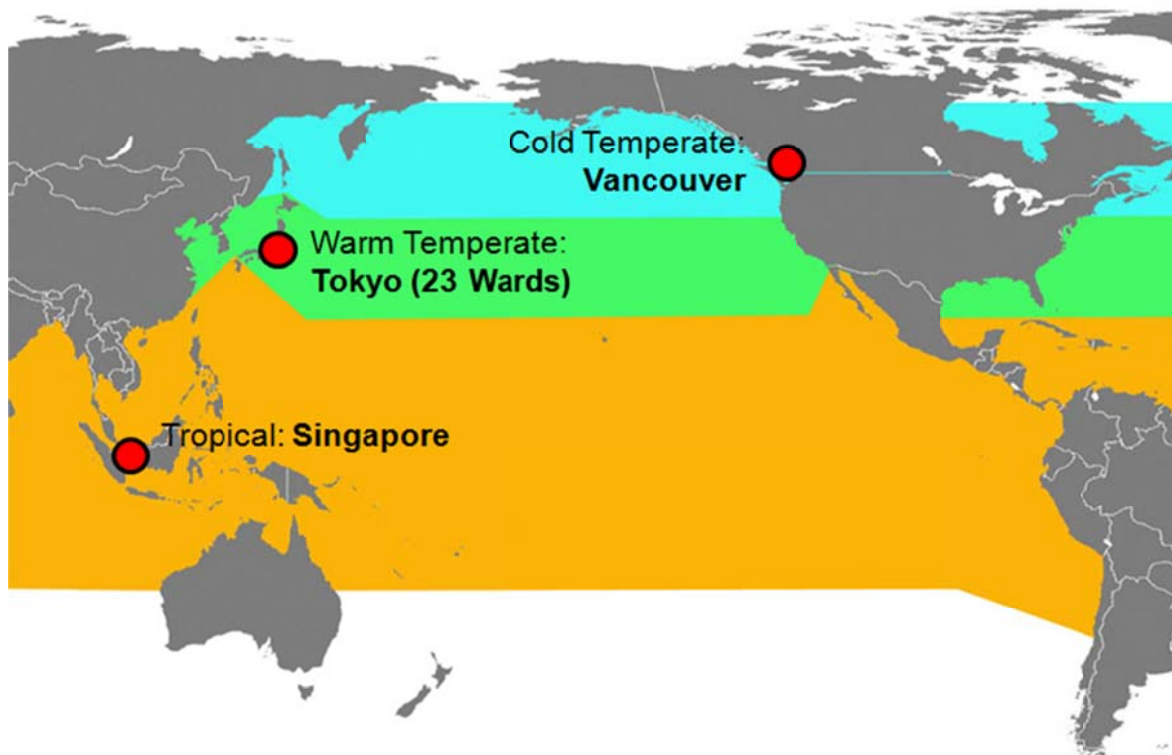 Cold Temperate:
Vancouver
Warm Temperate:
Tokyo (23 Wards)
Tropical: Singapore